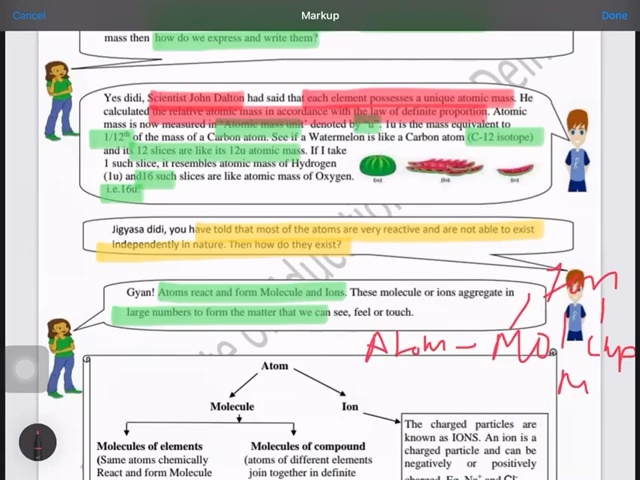 Cancel
Markup
Done
mass then how do we express and write them?
Yes didi, Scientist John Dalton had said that each element possesses a unique atomic mass. He
calculated the relative atomic mass in accordance with the law of definite proportion. Atomic
mass is now measured in "Atomic mass unit" denoted by "u". 1u is the mass equivalent to
1/12th of the mass of a Carbon atom. See if a Watermelon is like a Carbon atom (C-12 isotope)
and its 12 slices are like its 12u atomic mass. If I take
1 such slice, it resembles atomic mass of Hydrogen
(1u) and16 such slices are like atomic mass of Oxygen.
i.e.16u.
Jigyasa didi, you have told that most of the atoms are very reactive and are not able to exist
Independently in nature. Then how do they exist?
Ion
Gyan! Atoms react and form Molecule and Ions. These molecule or ions aggregate in
large numbers to form the matter that we can see, feel or touch.
Atom –
Atom
Molecule
Ion
Molecules of elements
(Same atoms chemically
React and form Molecule
Molecules of compound
(atoms of different elements
join together in definite
The charged particles are
known as IONS. An ion is a
charged particle and can be
negatively or positively